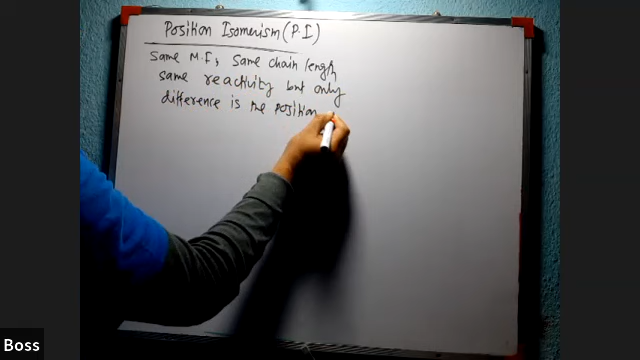 Position Isomerism (P.I)
Same M.F, Same chain length
same reactivity but only
difference is the position
Boss